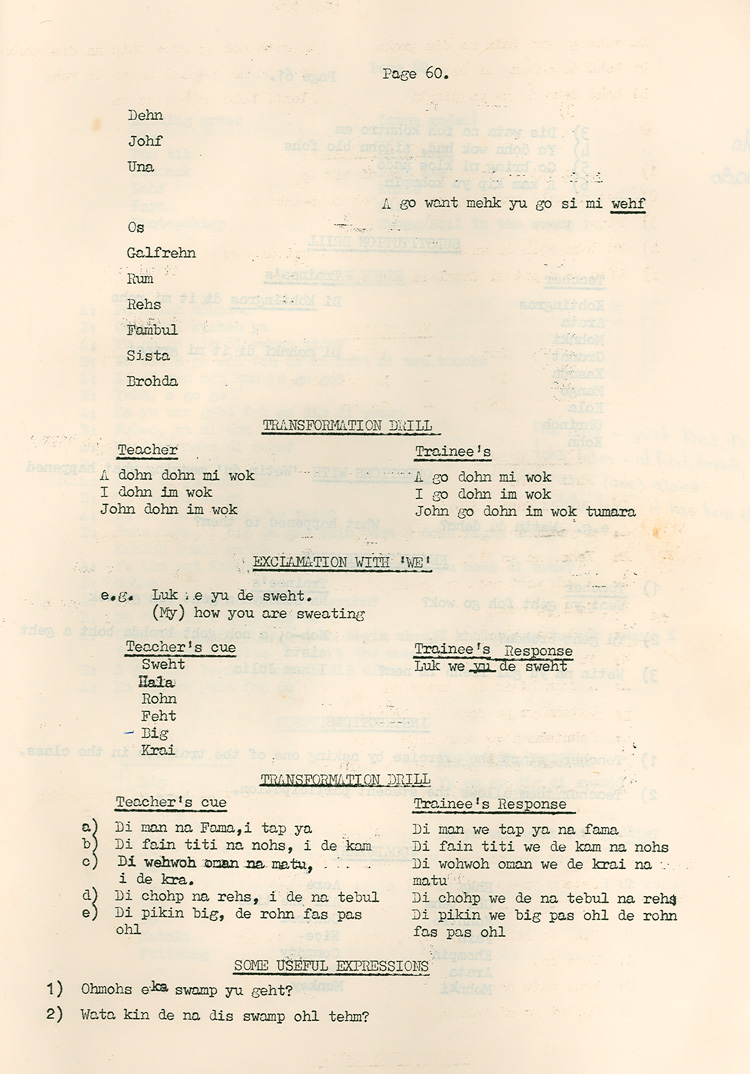 Page 60.
Dehn
Johf
Una
A go want mehk yu go si mi wehf
Os
Galfrehn
Rum
Rehs
Fambul
Sista
Brohda
TRANSFORMATION DRILL
Teacher Trainee's
A dohn dohn mi wok A go dohn mi wok
I dohn im wok I go dohn im wok
John dohn im wok John go dohn im wok tumara
EXCLAMATION WITH 'WE'
e.g. Luk e yu de sweht.
(My) how you are sweating
Teacher's cue Trainee's Response
Sweht Luk we yu de sweht
Hala
Rohn
Feht
Big
Krai
TRANSFORMATION DRILL
Teacher's cue Trainee's Response
a) Di man na Fama,i tap ya Di man we tap ya na fama
b) Di fain titi na nohs, i de kam Di fain titi we de kam na nohs
c) Di wehwoh oman na matu, Di wohwoh oman we de krai na
i de kra. matu
d) Di chohp na rehs, i de na tebul Di chohp we de na tebul na rehs
e) Di pikin big, de rohn fas pas Di pikin we big pas ohl de rohn
ohl fas pas ohl
SOME USEFUL EXPRESSIONS
1) Ohmohs eka swamp yu geht?
2) Wata kin de na dis swamp ohl tehm?